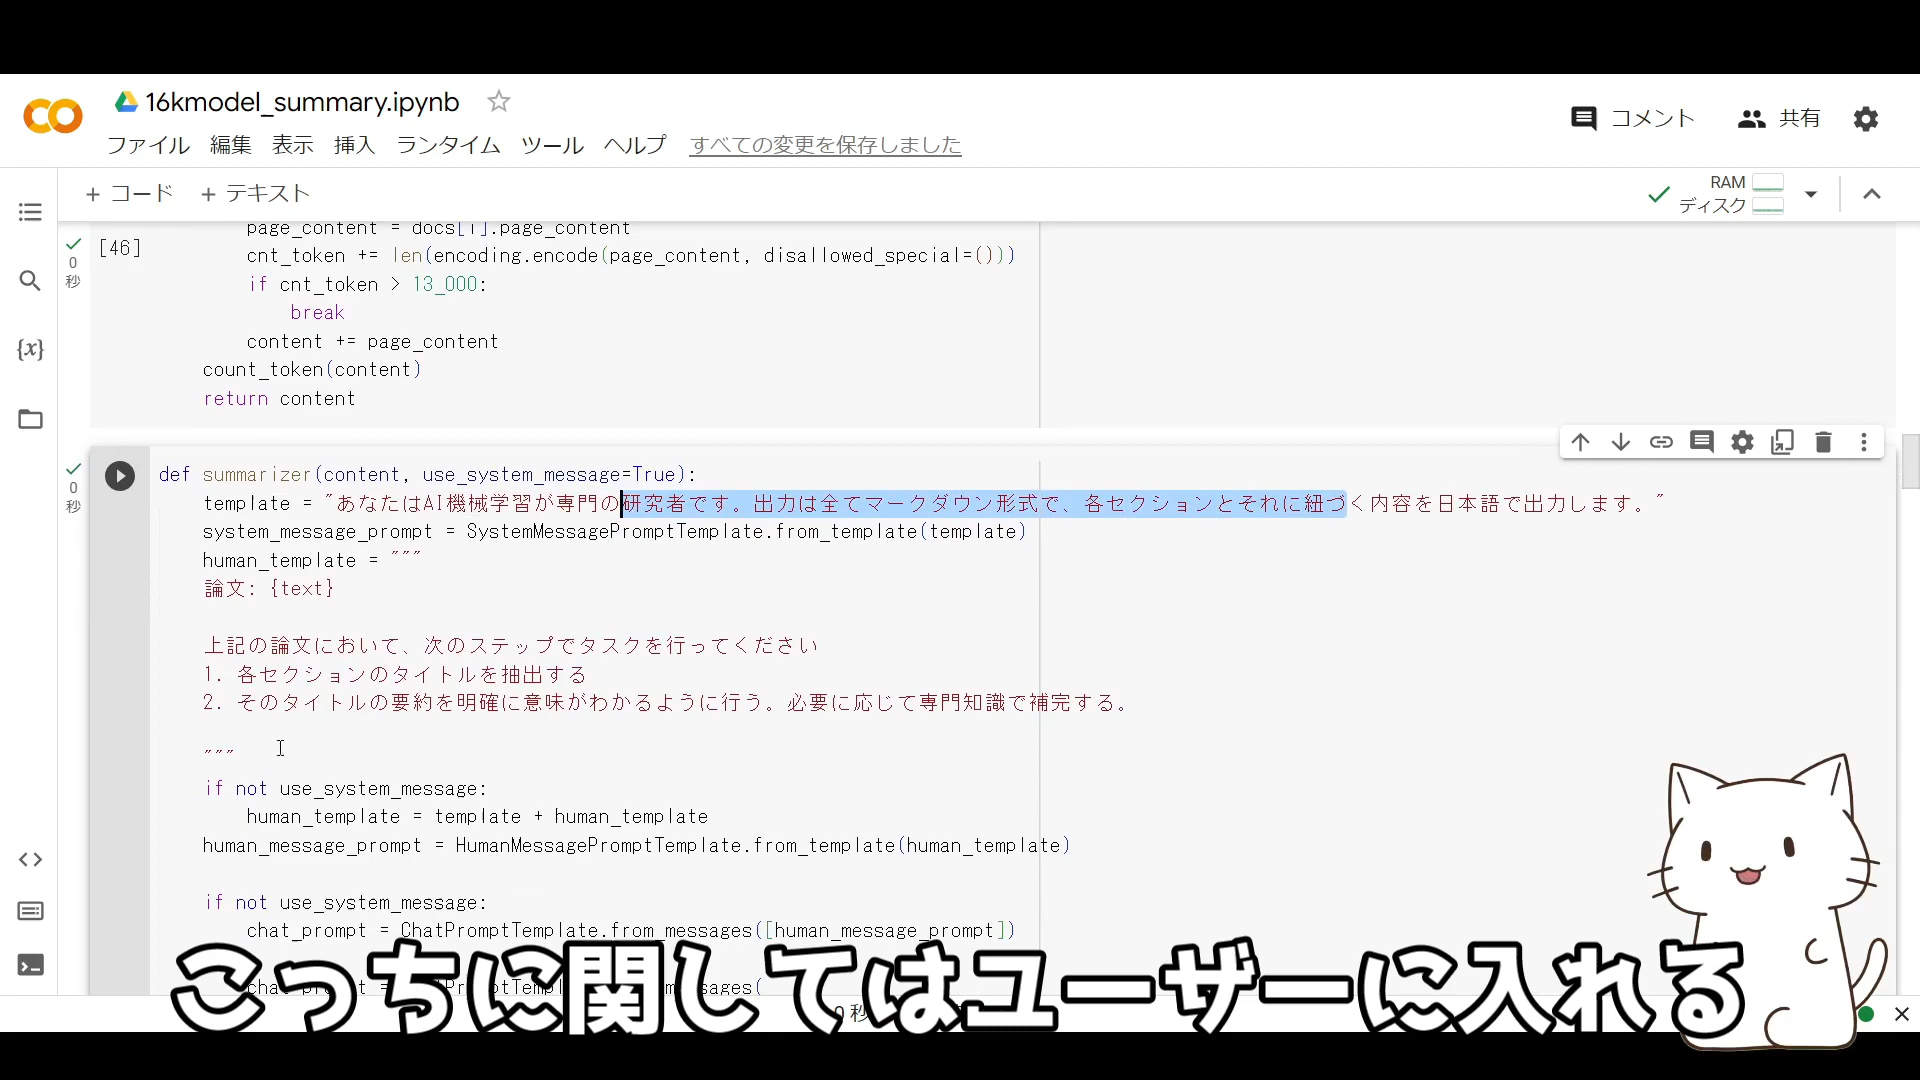 16kmodel_summary.ipynb
コメント
共有
ファイル 編集 表示 挿入 ランタイム ツール ヘルプ すべての変更を保存しました
+ コード + テキスト
RAM
ディスク
[46]
0
秒
page_content = docs[i].page_content
cnt_token += len(encoding.encode(page_content, disallowed_special=()))
if cnt_token > 13_000:
break
content += page_content
count_token(content)
return content
0
秒
def summarizer(content, use_system_message=True):
template = "あなたはAI機械学習が専門の研究者です。出力は全てマークダウン形式で、各セクションとそれに紐づく内容を日本語で出力します。"
system_message_prompt = SystemMessagePromptTemplate.from_template(template)
human_template = """
論文: {text}
上記の論文において、次のステップでタスクを行ってください
1. 各セクションのタイトルを抽出する
2. そのタイトルの要約を明確に意味がわかるように行う。必要に応じて専門知識で補完する。
"""
if not use_system_message:
human_template = template + human_template
human_message_prompt = HumanMessagePromptTemplate.from_template(human_template)
if not use_system_message:
chat_prompt = ChatPromptTemplate.from_messages([human_message_prompt])
こっちに関してはユーザーに入れる